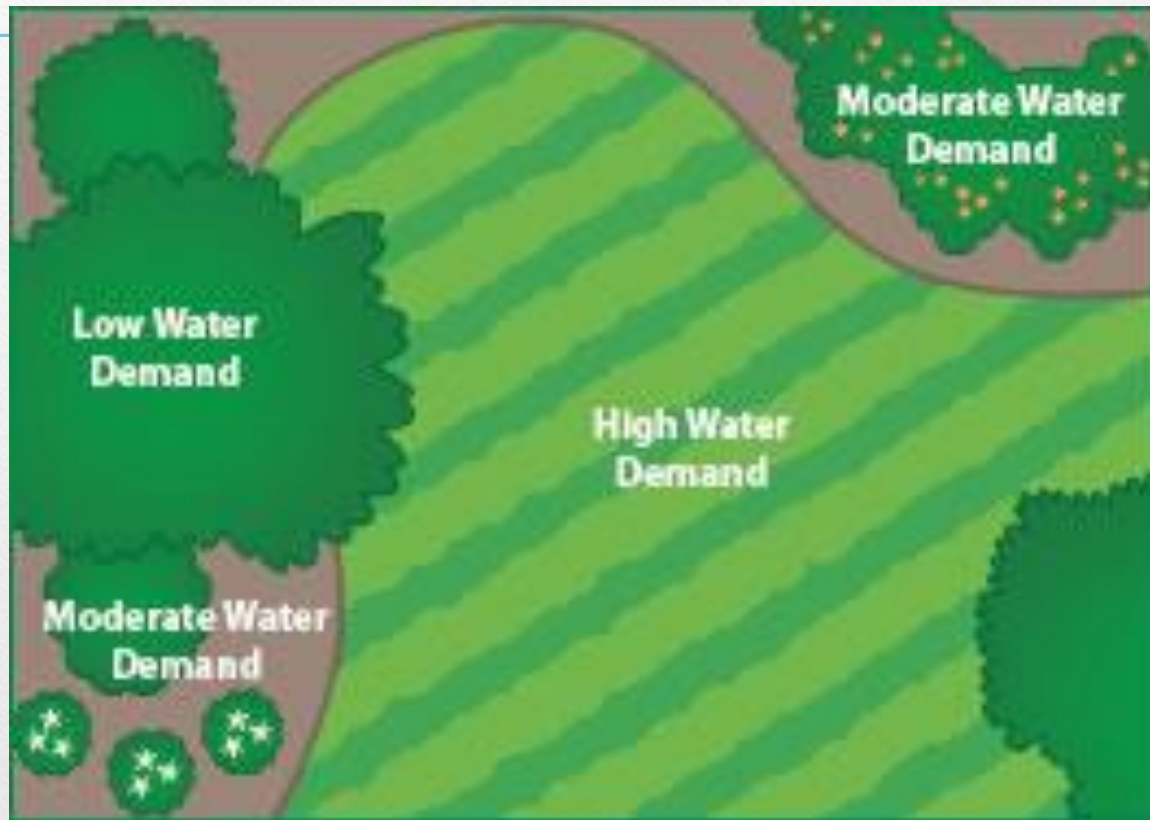 Moderate Water
Demand
Low Water
Demand
High Water
Demand
Moderate Water
Demand